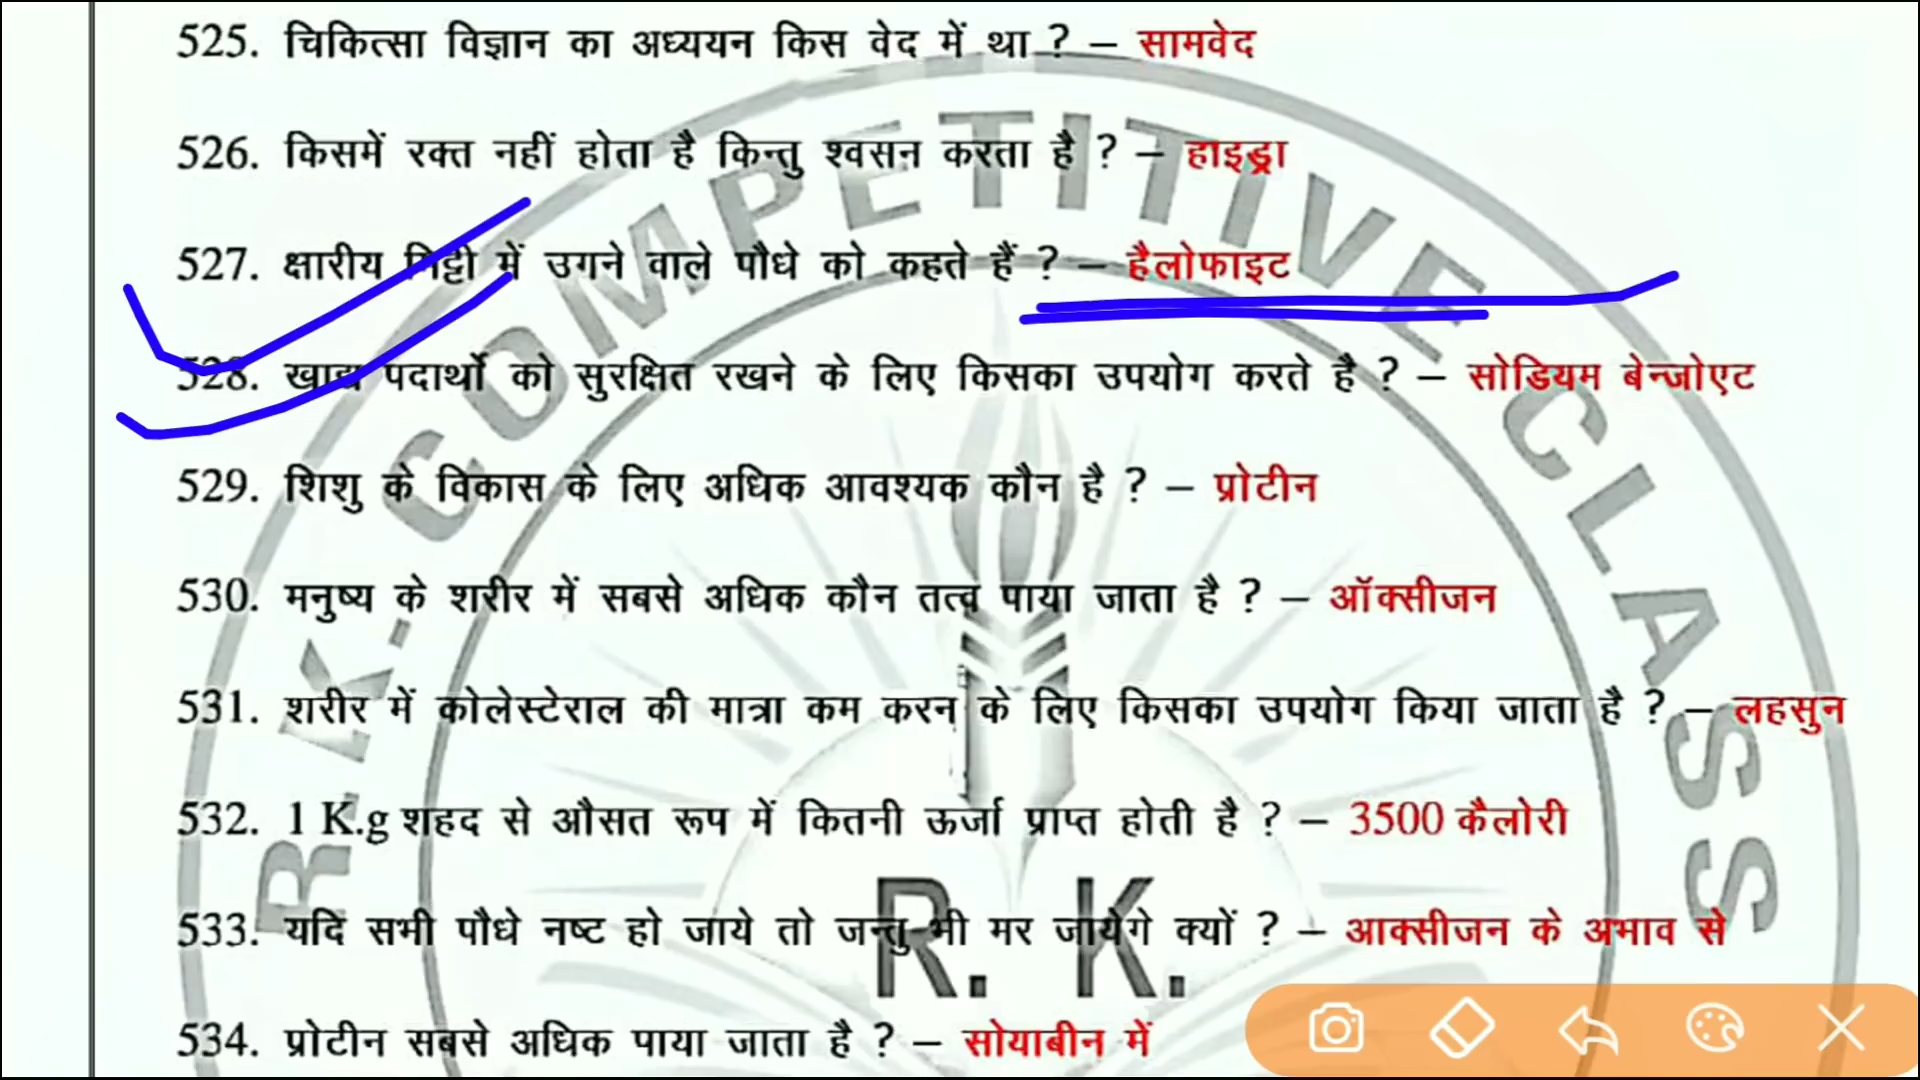 525. चिकित्सा विज्ञान का अध्ययन किस वेद में था ? – सामवेद
526. किसमें रक्त नहीं होता है किन्तु श्वसन करता है ? – हाइड्रा
527. क्षारीय मिट्टी में उगने वाले पौधे को कहते हैं ? – हैलोफाइट
528. खाद्य पदार्थो को सुरक्षित रखने के लिए किसका उपयोग करते है ? – सोडियम बेन्जोएट
529. शिशु के विकास के लिए अधिक आवश्यक कौन है ? – प्रोटीन
530. मनुष्य के शरीर में सबसे अधिक कौन तत्व पाया जाता है ? – ऑक्सीजन
531. शरीर में कोलेस्टेराल की मात्रा कम करन के लिए किसका उपयोग किया जाता है ? – लहसुन
532. 1 K.g शहद से औसत रूप में कितनी ऊर्जा प्राप्त होती है ? – 3500 कैलोरी
533. यदि सभी पौधे नष्ट हो जाये तो जन्तु भी मर जायेगे क्यों ? – आक्सीजन के अभाव से
534. प्रोटीन सबसे अधिक पाया जाता है ? – सोयाबीन में
R. K. COMPETITIVE CLASSS
R. K.